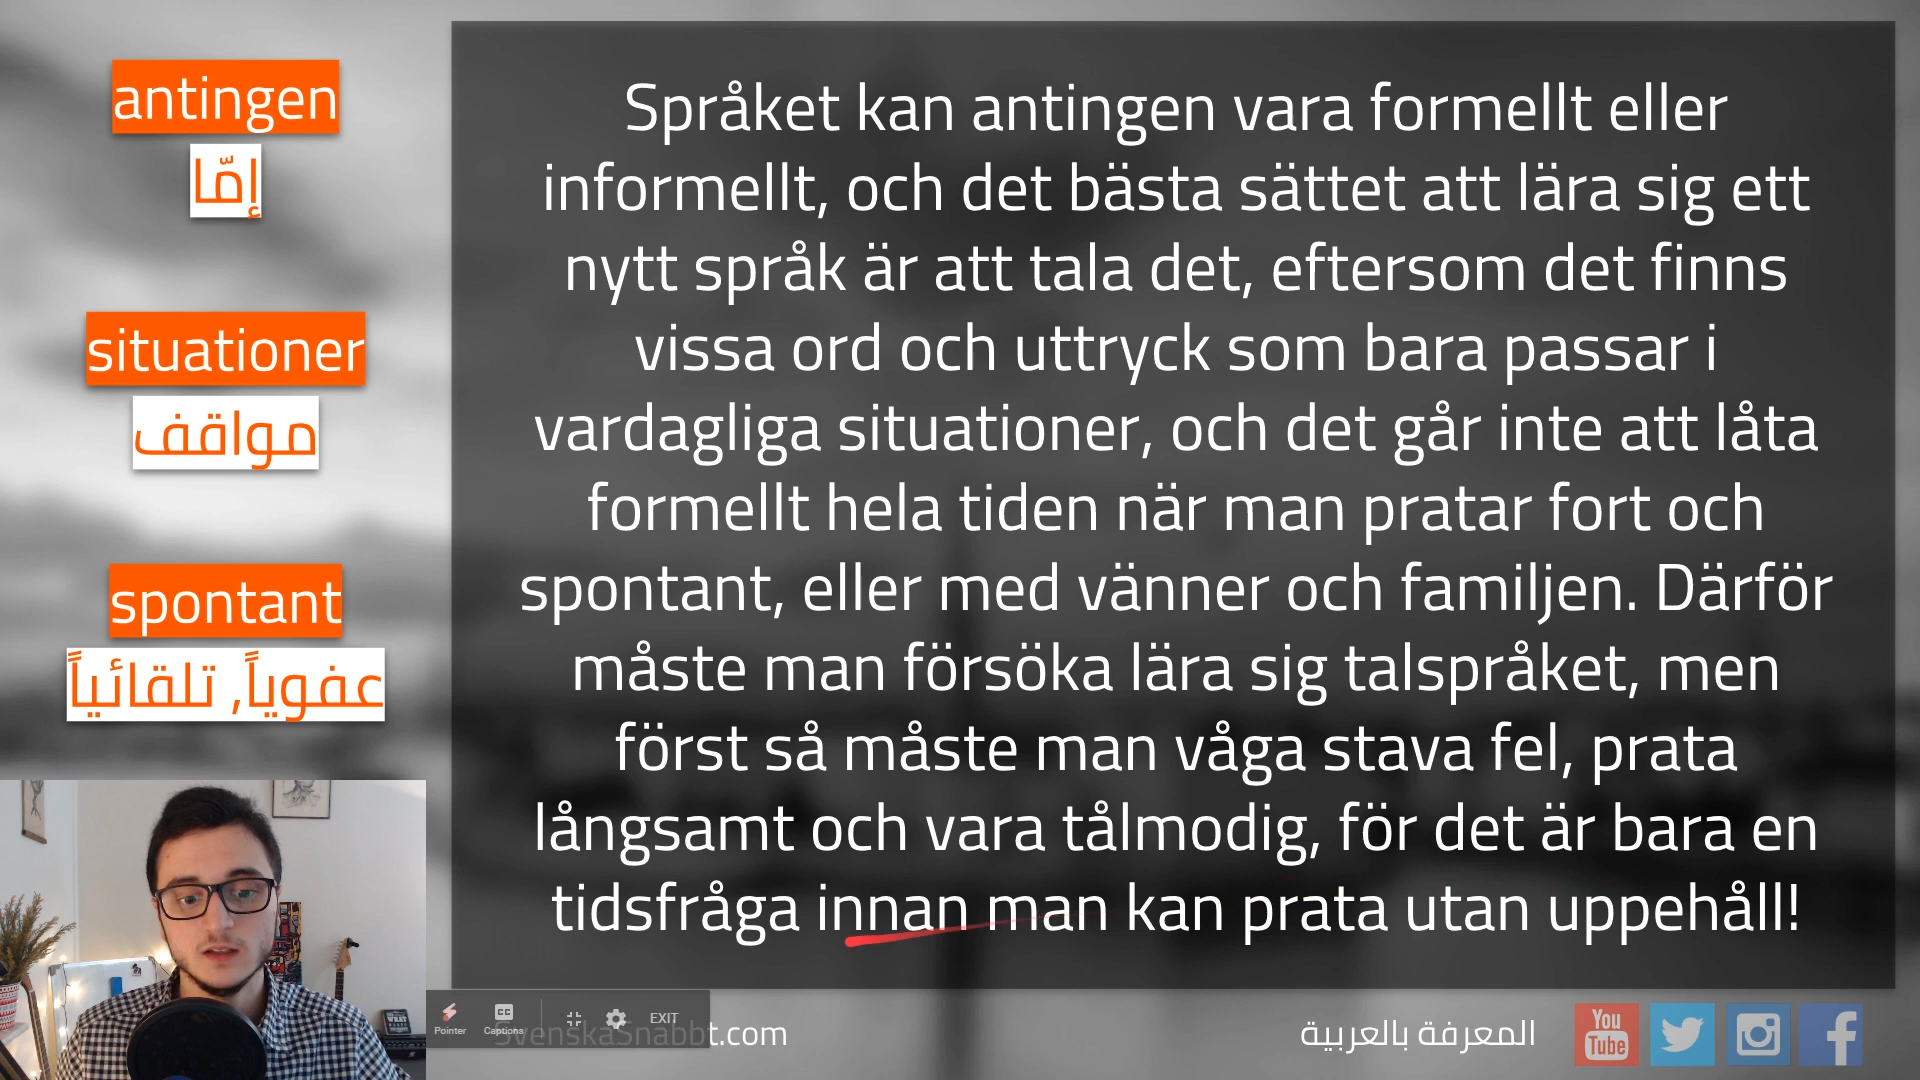 antingen
إمّا
situationer
مواقف
spontant
عفوياً, تلقائياً
Språket kan antingen vara formellt eller
informellt, och det bästa sättet att lära sig ett
nytt språk är att tala det, eftersom det finns
vissa ord och uttryck som bara passar i
vardagliga situationer, och det går inte att låta
formellt hela tiden när man pratar fort och
spontant, eller med vänner och familjen. Därför
måste man försöka lära sig talspråket, men
först så måste man våga stava fel, prata
långsamt och vara tålmodig, för det är bara en
tidsfråga innan man kan prata utan uppehåll!
Pointer
CC
Captions
EXIT
SvenskaSnabbt.com
المعرفة بالعربية
You
Tube